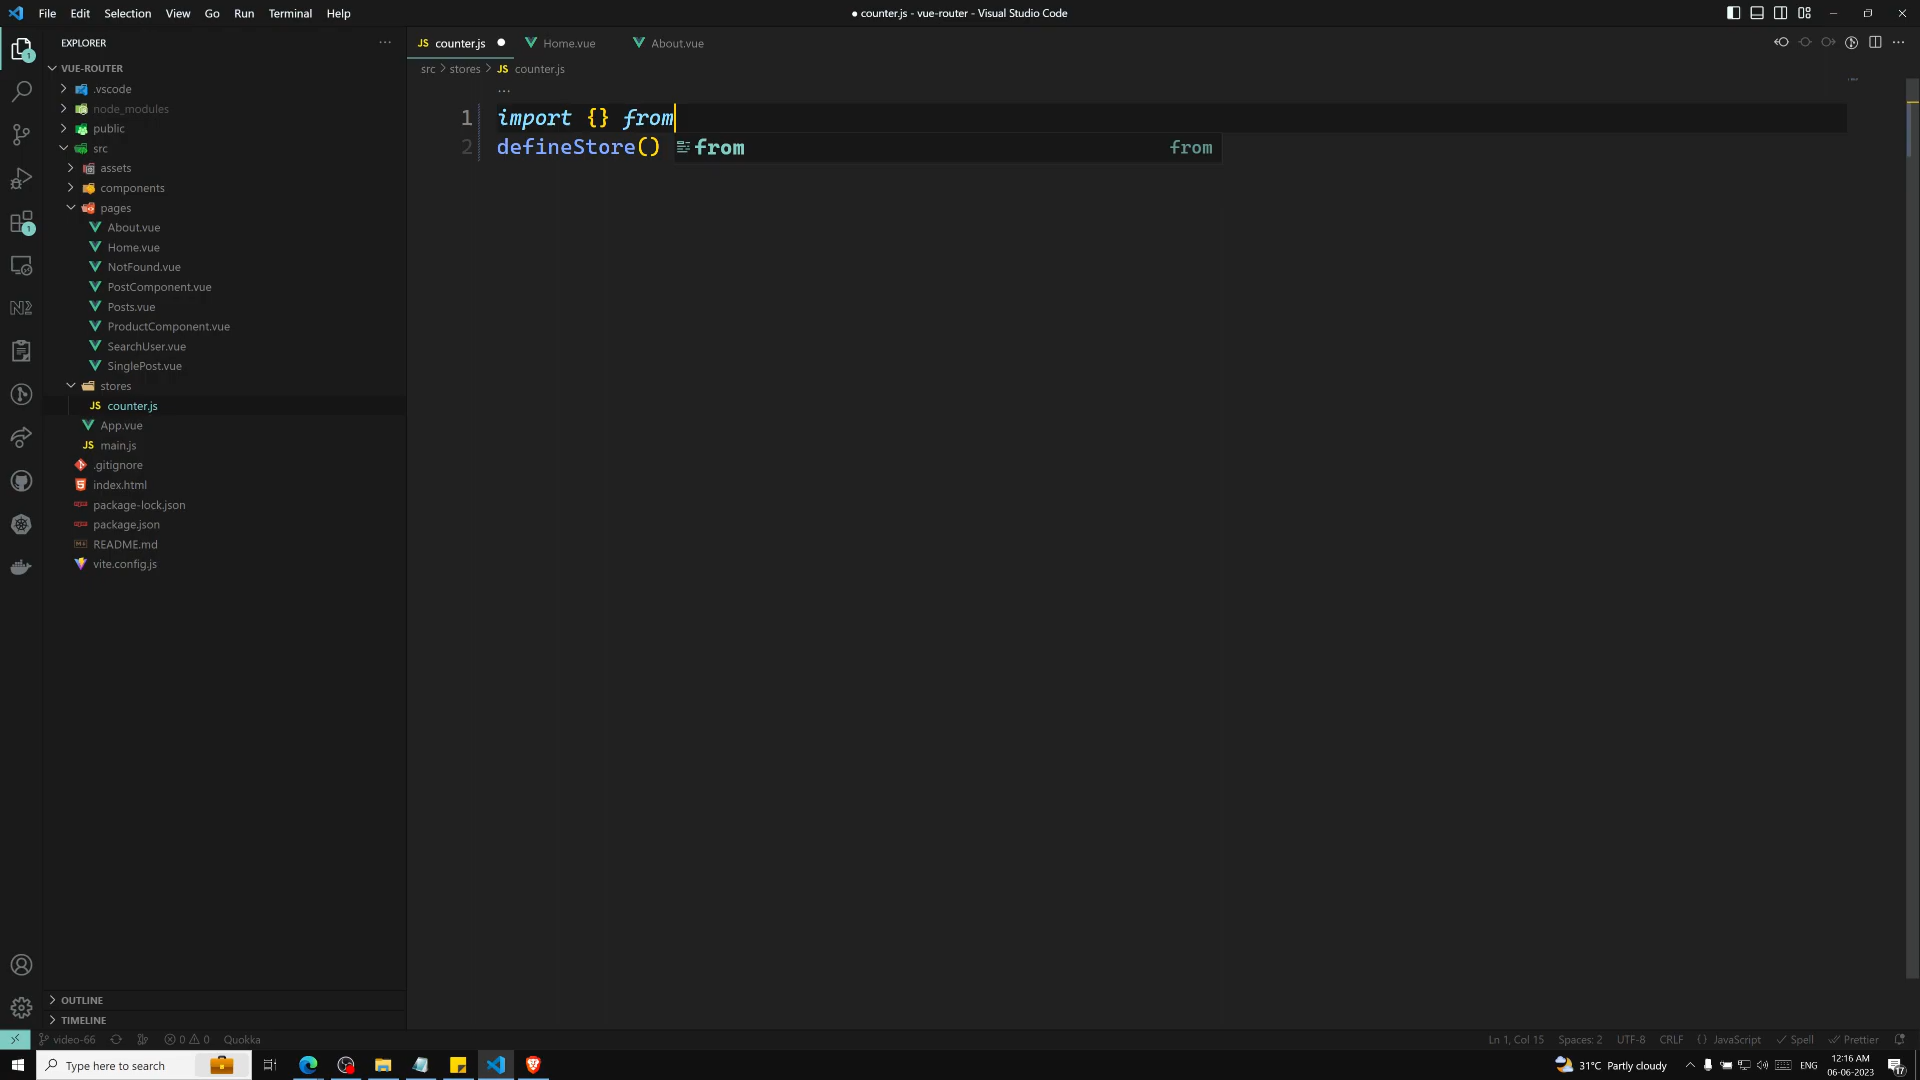 File Edit Selection View Go Run Terminal Help
● counter.js - vue-router - Visual Studio Code
EXPLORER
VUE-ROUTER
.vscode
node_modules
public
src
assets
components
pages
About.vue
Home.vue
NotFound.vue
PostComponent.vue
Posts.vue
ProductComponent.vue
SearchUser.vue
SinglePost.vue
stores
JS counter.js
App.vue
JS main.js
.gitignore
index.html
package-lock.json
package.json
README.md
vite.config.js
OUTLINE
TIMELINE
JS counter.js Home.vue About.vue
src > stores > JS counter.js
1 import {} from
2 defineStore()
from from
video-66 0 0 Quokka
Ln 1, Col 15 Spaces: 2 UTF-8 CRLF {} JavaScript Spell Prettier
Type here to search
31°C Partly cloudy ENG 12:16 AM
06-06-2023
17